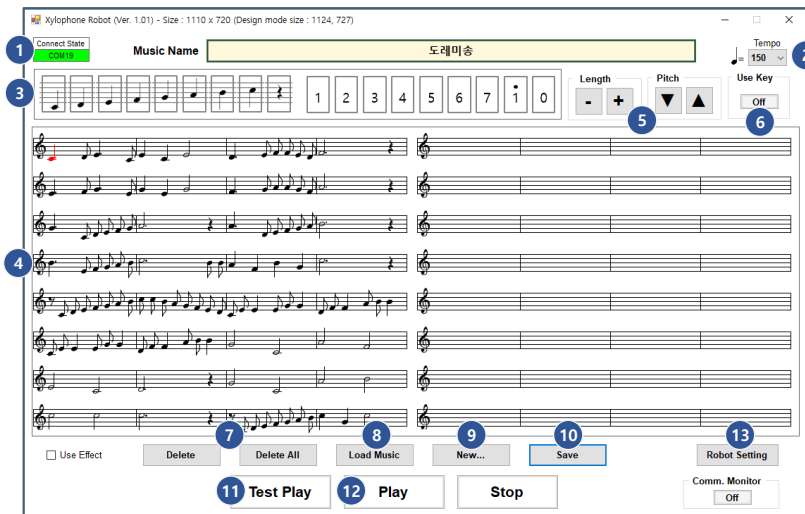 Xylophone Robot (Ver. 1.01) - Size : 1110 x 720 (Design mode size : 1124, 727)
1 Connect State
COM19
Music Name 도레미송
Tempo
= 150 2
3
1 2 3 4 5 6 7 1 0
Length
- +
5
Pitch
▼ ▲
Use Key
Off
6
4
Use Effect
7
Delete Delete All
8
Load Music
9
New...
10
Save
13
Robot Setting
11 Test Play
12 Play
Stop
Comm. Monitor
Off